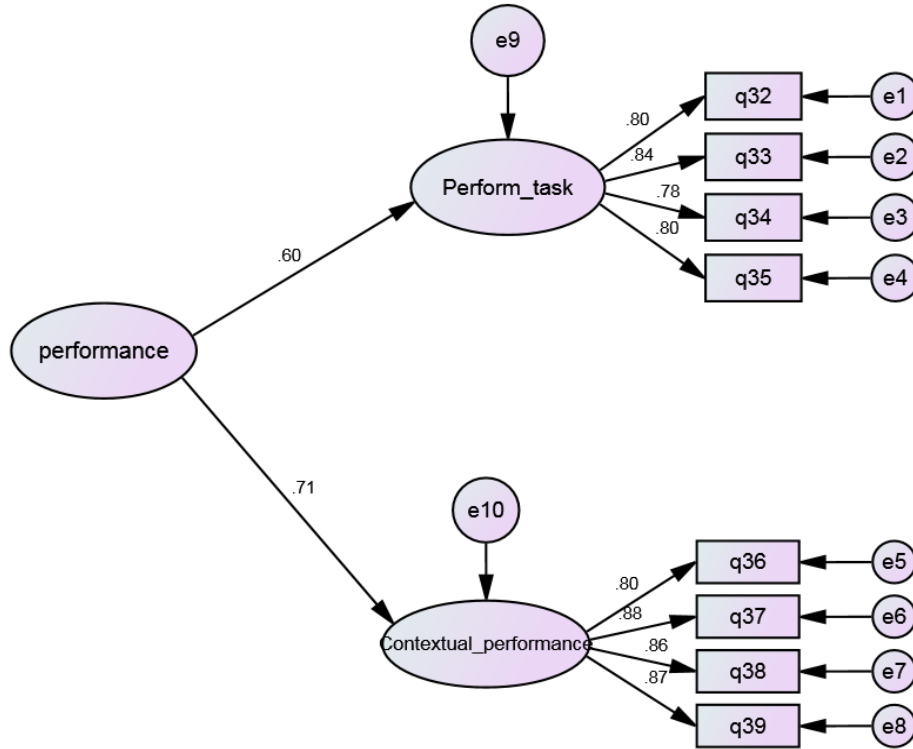 e9
q32
e1
.80
q33
e2
.84
Perform_task
.78
q34
e3
.80
q35
e4
.60
performance
.71
e10
q36
e5
.80
q37
e6
.88
Contextual_performance
.86
q38
e7
.87
q39
e8